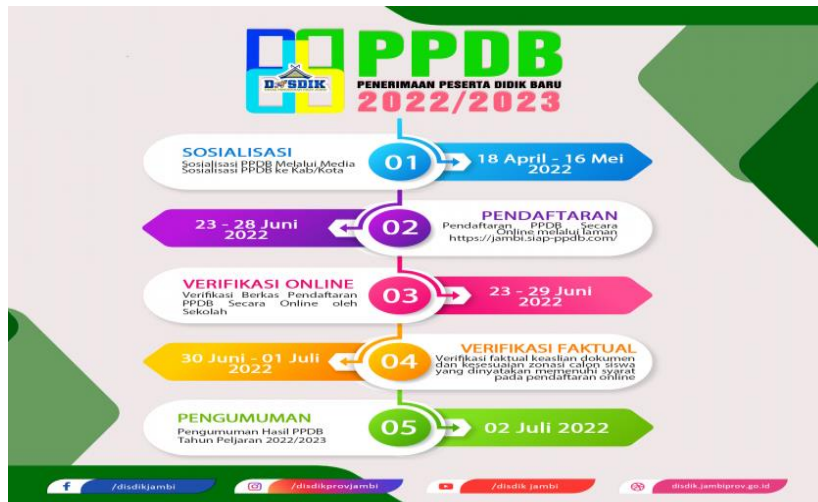 DISDIK
PPDB
PENERIMAAN PESERTA DIDIK BARU
2022/2023
SOSIALISASI
Sosialisasi PPDB Melalui Media
Sosialisasi PPDB ke Kab/Kota
01
18 April - 16 Mei
2022
23 - 28 Juni
2022
02
PENDAFTARAN
Pendaftaran PPDB Secara
Online melalui laman
https://jambi.siap-ppdb.com/
VERIFIKASI ONLINE
Verifikasi Berkas Pendaftaran
PPDB Secara Online oleh
Sekolah
03
23 - 29 Juni
2022
30 Juni - 01 Juli
2022
04
VERIFIKASI FAKTUAL
Verifikasi faktual keaslian dokumen
dan kesesuaian zonasi calon siswa
yang dinyatakan memenuhi syarat
pada pendaftaran online
PENGUMUMAN
Pengumuman Hasil PPDB
Tahun Peljaran 2022/2023
05
02 Juli 2022
/disdikjambi
/disdikprovjambi
/disdik jambi
disdik.jambiprov.go.id